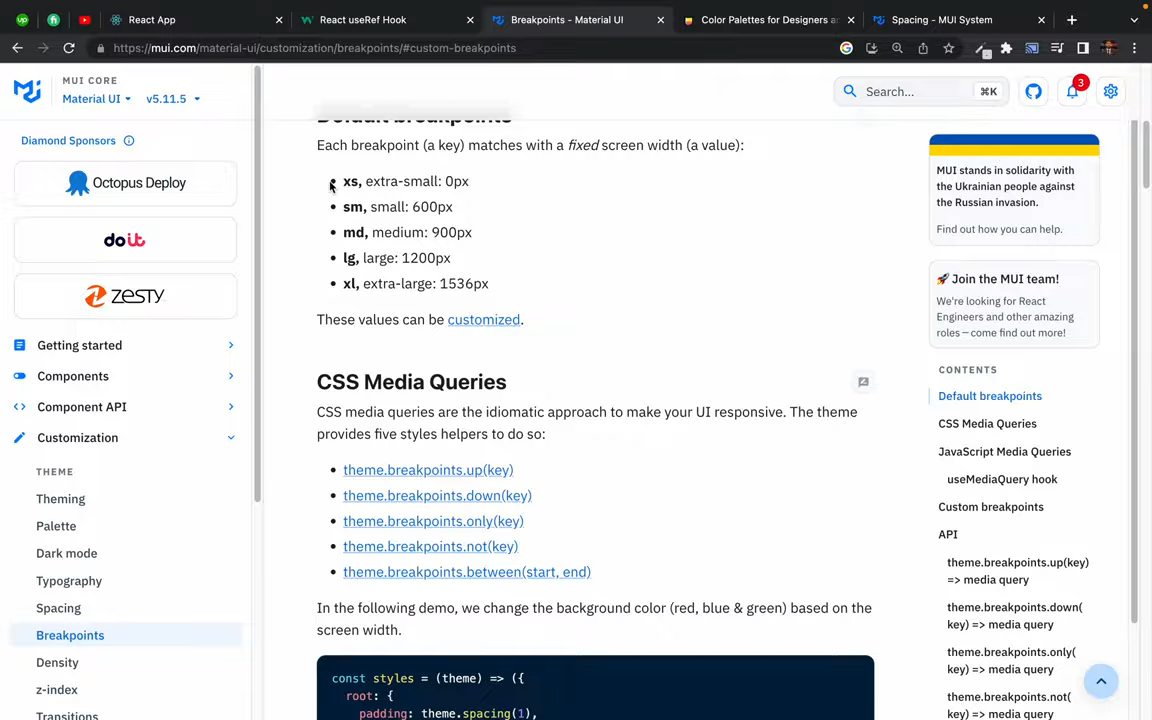 React App
React useRef Hook
Breakpoints - Material UI
Color Palettes for Designers a
Spacing - MUI System
https://mui.com/material-ui/customization/breakpoints/#custom-breakpoints
MUI CORE
Material UI
v5.11.5
Search...
⌘K
3
Diamond Sponsors
Octopus Deploy
doit
ZESTY
Getting started
Components
Component API
Customization
THEME
Theming
Palette
Dark mode
Typography
Spacing
Breakpoints
Density
z-index
Transitions
Default breakpoints
Each breakpoint (a key) matches with a fixed screen width (a value):
• xs, extra-small: 0px
• sm, small: 600px
• md, medium: 900px
• lg, large: 1200px
• xl, extra-large: 1536px
These values can be customized.
CSS Media Queries
CSS media queries are the idiomatic approach to make your UI responsive. The theme
provides five styles helpers to do so:
• theme.breakpoints.up(key)
• theme.breakpoints.down(key)
• theme.breakpoints.only(key)
• theme.breakpoints.not(key)
• theme.breakpoints.between(start, end)
In the following demo, we change the background color (red, blue & green) based on the
screen width.
const styles = (theme) => ({
root: {
padding: theme.spacing(1),
MUI stands in solidarity with
the Ukrainian people against
the Russian invasion.
Find out how you can help.
🚀 Join the MUI team!
We're looking for React
Engineers and other amazing
roles – come find out more!
CONTENTS
Default breakpoints
CSS Media Queries
JavaScript Media Queries
useMediaQuery hook
Custom breakpoints
API
theme.breakpoints.up(key)
=> media query
theme.breakpoints.down(
key) => media query
theme.breakpoints.only(
key) => media query
theme.breakpoints.not(
key) => media query